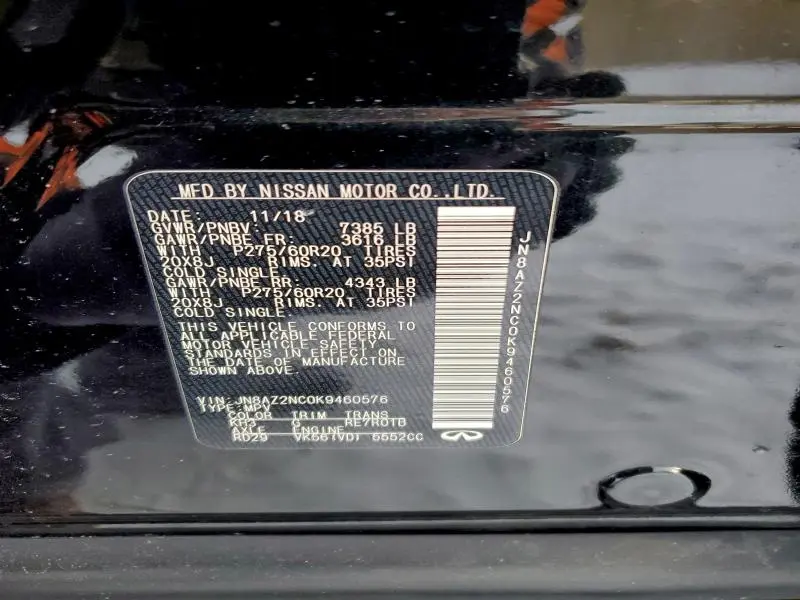 MFD BY NISSAN MOTOR CO.,LTD.
DATE: 11/18
GVWR/PNBV: 7385 LB
GAWR/PNBE FR: 3616 LB
WITH P275/60R20 TIRES
20X8J RIMS. AT 35PSI
COLD SINGLE
GAWR/PNBE RR: 4343 LB
WITH P275/60R20 TIRES
20X8J RIMS. AT 35PSI
COLD SINGLE
THIS VEHICLE CONFORMS TO
ALL APPLICABLE FEDERAL
MOTOR VEHICLE SAFETY
STANDARDS IN EFFECT ON
THE DATE OF MANUFACTURE
SHOWN ABOVE.
VIN: JN8AZ2NC0K9460576
TYPE: MPV
COLOR TRIM TRANS
KH3 G RE7R01B
AXLE ENGINE
RD29 VK56(VD) 5552CC
JN8AZ2NC0K9460576